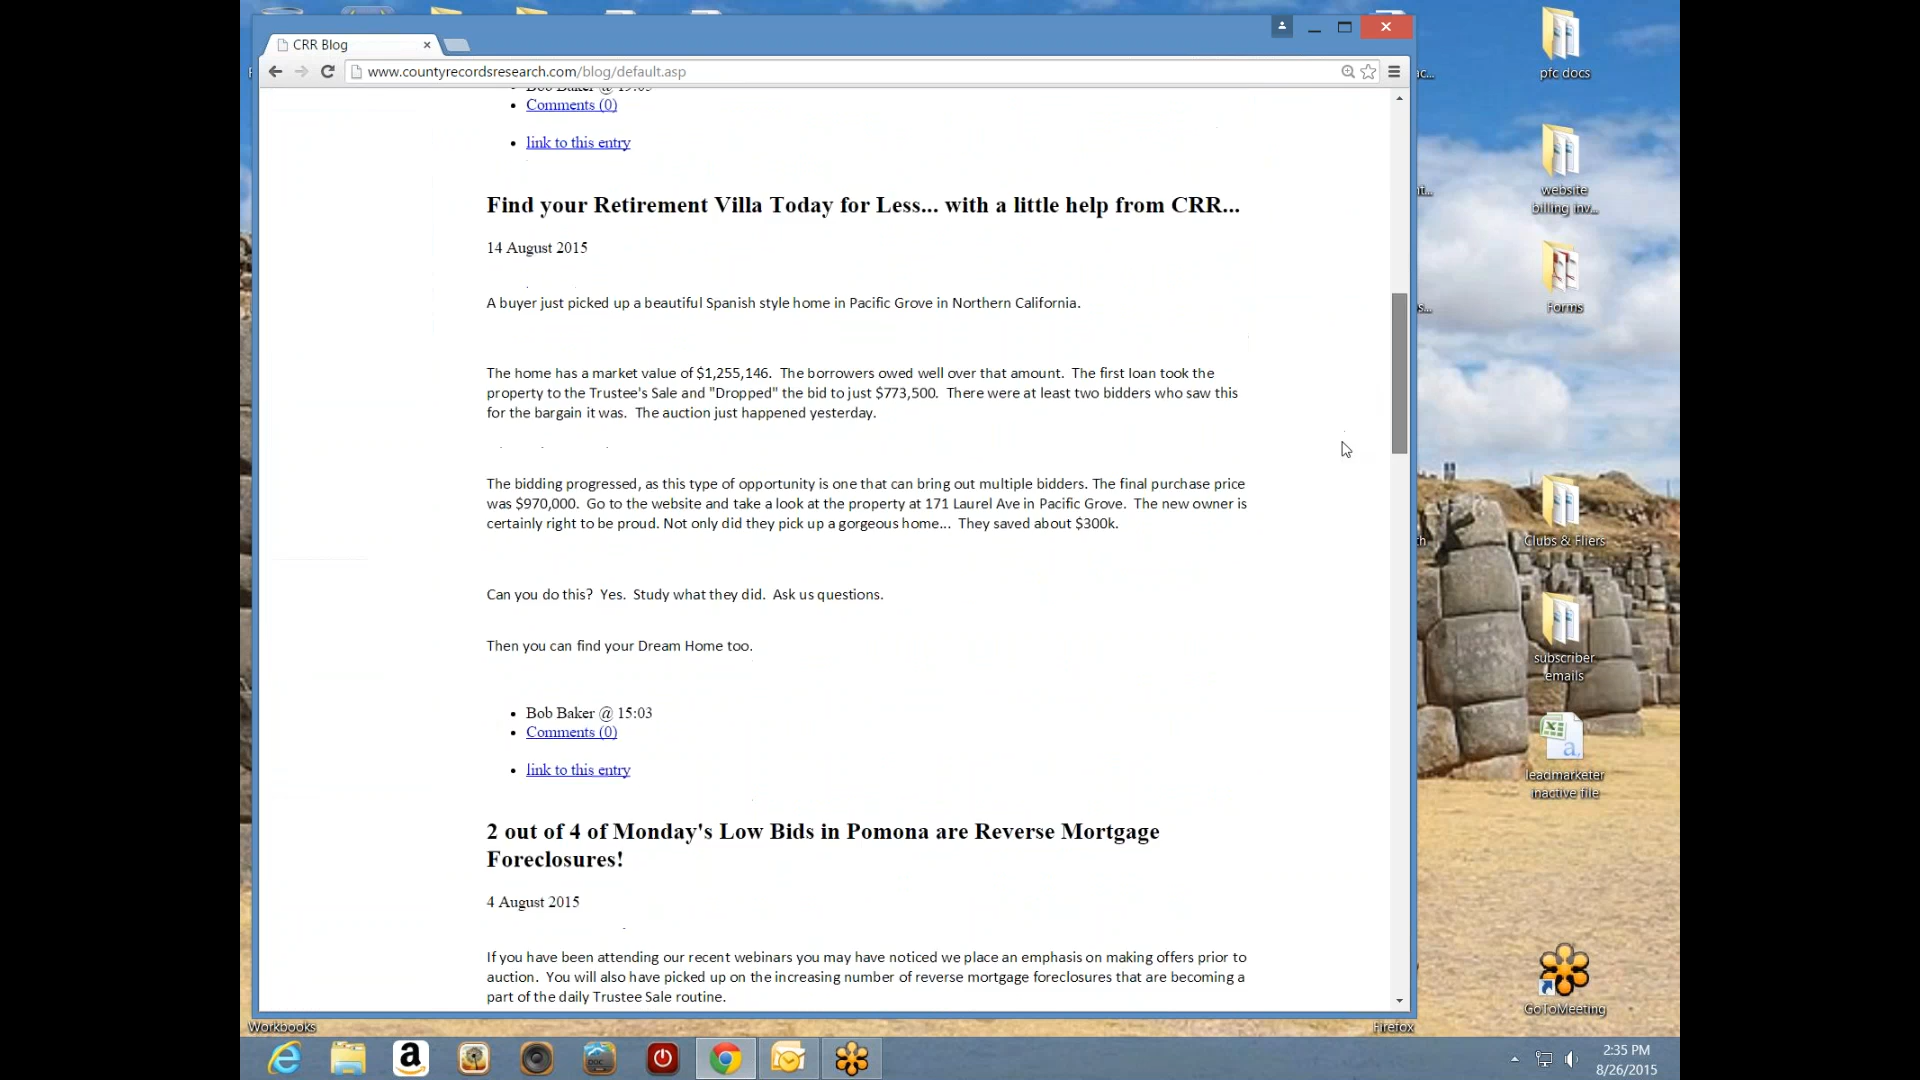 CRR Blog
www.countyrecordsresearch.com/blog/default.asp
Bob Baker @ 19:05
Comments (0)
link to this entry
Find your Retirement Villa Today for Less... with a little help from CRR...
14 August 2015
A buyer just picked up a beautiful Spanish style home in Pacific Grove in Northern California.
The home has a market value of $1,255,146. The borrowers owed well over that amount. The first loan took the
property to the Trustee's Sale and "Dropped" the bid to just $773,500. There were at least two bidders who saw this
for the bargain it was. The auction just happened yesterday.
The bidding progressed, as this type of opportunity is one that can bring out multiple bidders. The final purchase price
was $970,000. Go to the website and take a look at the property at 171 Laurel Ave in Pacific Grove. The new owner is
certainly right to be proud. Not only did they pick up a gorgeous home... They saved about $300k.
Can you do this? Yes. Study what they did. Ask us questions.
Then you can find your Dream Home too.
Bob Baker @ 15:03
Comments (0)
link to this entry
2 out of 4 of Monday's Low Bids in Pomona are Reverse Mortgage
Foreclosures!
4 August 2015
If you have been attending our recent webinars you may have noticed we place an emphasis on making offers prior to
auction. You will also have picked up on the increasing number of reverse mortgage foreclosures that are becoming a
part of the daily Trustee Sale routine.
pfc docs
website
billing inv...
Forms
Clubs & Fliers
subscriber
emails
leadmarketer
inactive file
GoToMeeting
Workbooks
Firefox
2:35 PM
8/26/2015